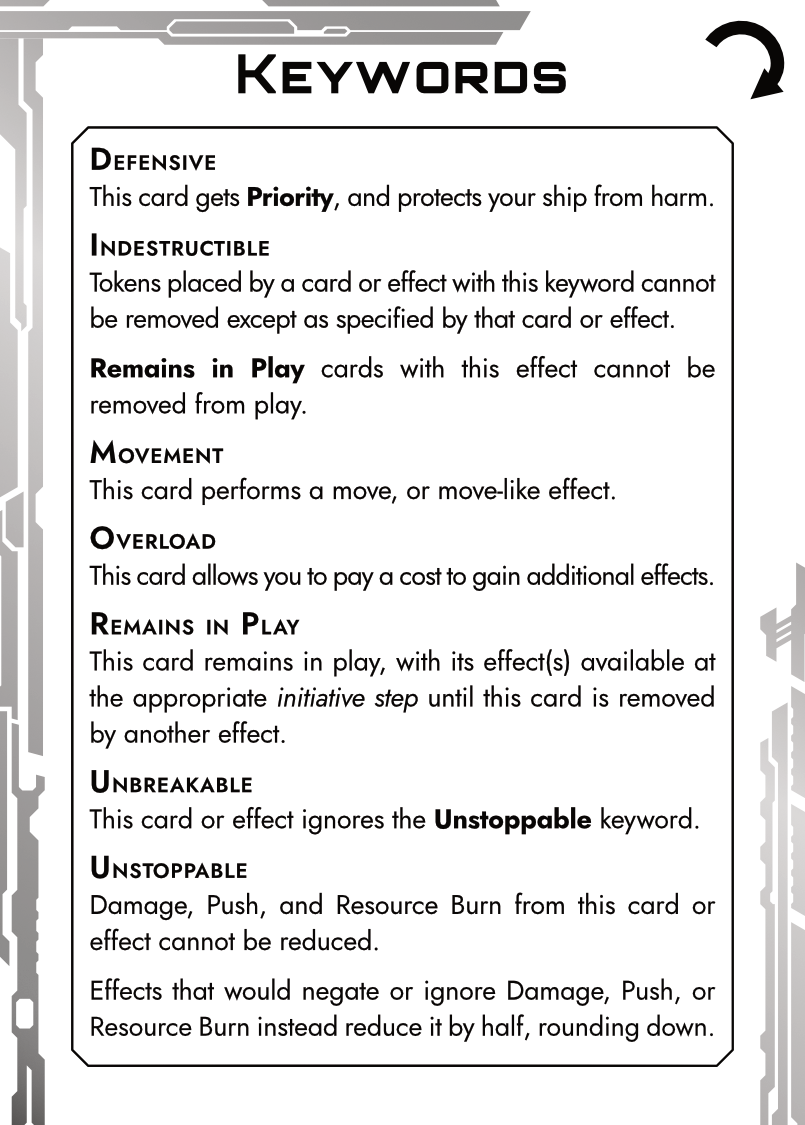 KEYWORDS
DEFENSIVE
This card gets Priority, and protects your ship from harm.
INDESTRUCTIBLE
Tokens placed by a card or effect with this keyword cannot
be removed except as specified by that card or effect.
Remains in Play cards with this effect cannot be
removed from play.
MOVEMENT
This card performs a move, or move-like effect.
OVERLOAD
This card allows you to pay a cost to gain additional effects.
REMAINS IN PLAY
This card remains in play, with its effect(s) available at
the appropriate initiative step until this card is removed
by another effect.
UNBREAKABLE
This card or effect ignores the Unstoppable keyword.
UNSTOPPABLE
Damage, Push, and Resource Burn from this card or
effect cannot be reduced.
Effects that would negate or ignore Damage, Push, or
Resource Burn instead reduce it by half, rounding down.